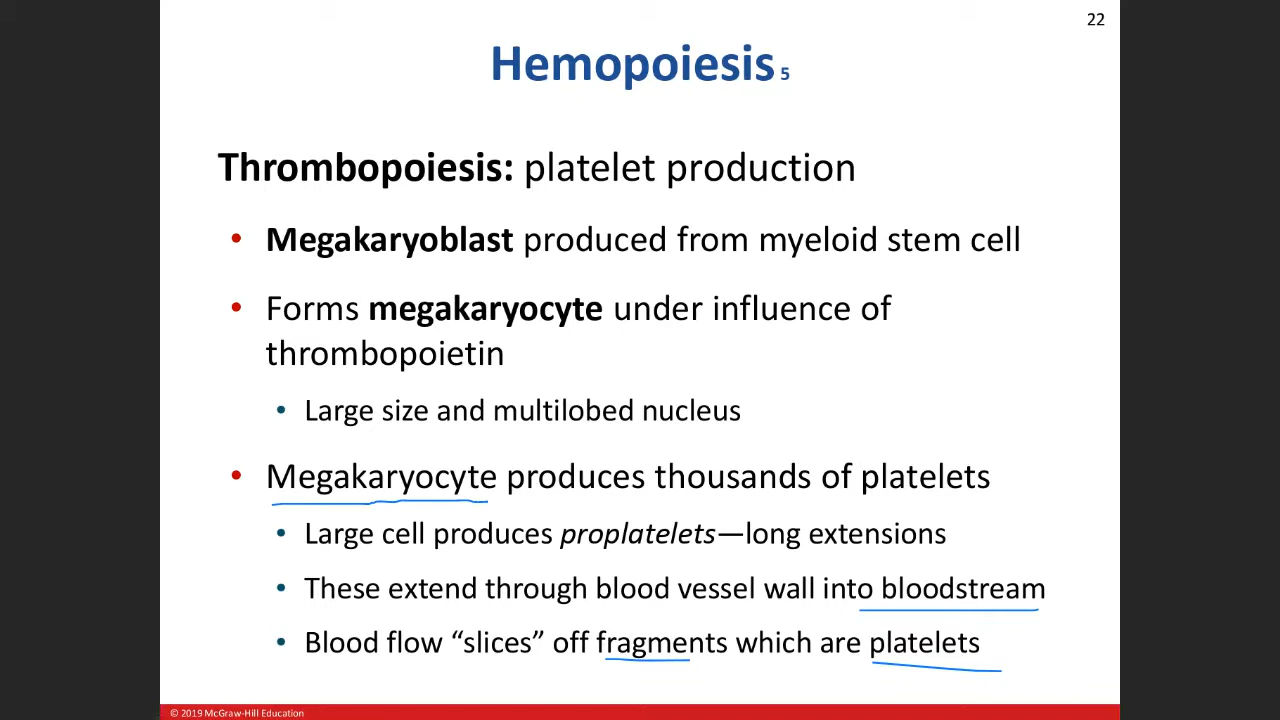 22
Hemopoiesis 5
Thrombopoiesis: platelet production
• Megakaryoblast produced from myeloid stem cell
• Forms megakaryocyte under influence of
thrombopoietin
• Large size and multilobed nucleus
• Megakaryocyte produces thousands of platelets
• Large cell produces proplatelets—long extensions
• These extend through blood vessel wall into bloodstream
• Blood flow “slices” off fragments which are platelets
© 2019 McGraw-Hill Education